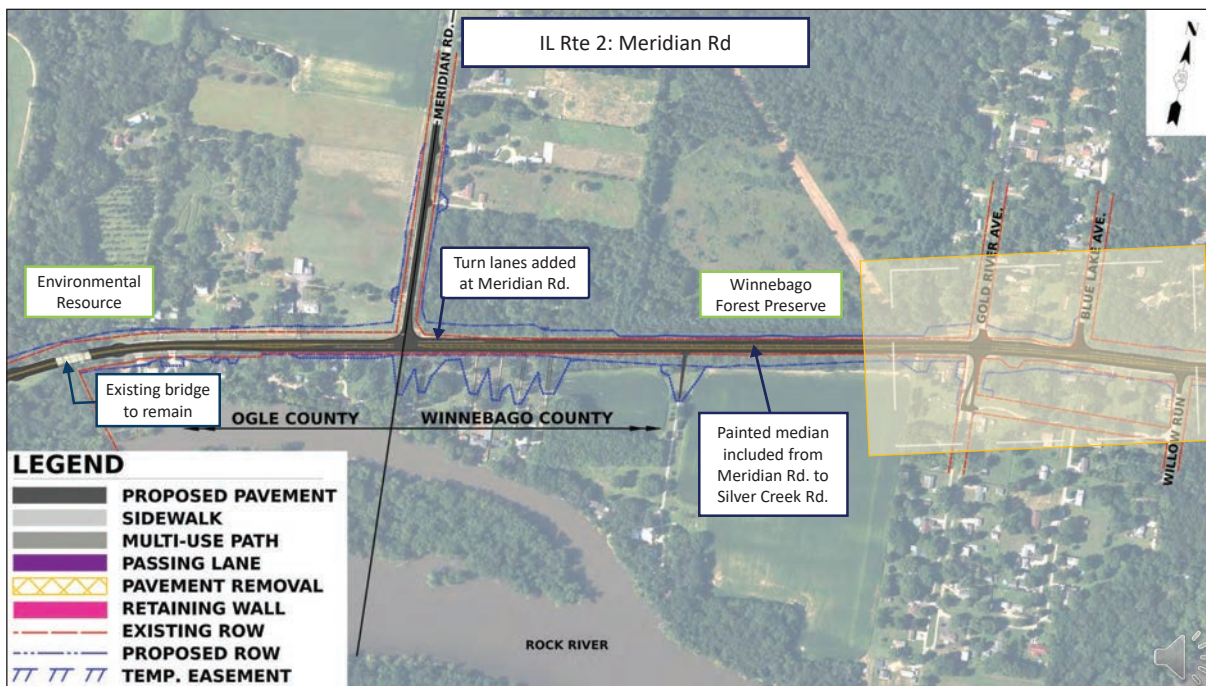 IL Rte 2: Meridian Rd
N
MERIDIAN RD.
Environmental
Resource
Turn lanes added
at Meridian Rd.
Winnebago
Forest Preserve
GOLD RIVER AVE.
BLUE LAKE AVE.
Existing bridge
to remain
OGLE COUNTY
WINNEBAGO COUNTY
Painted median
included from
Meridian Rd. to
Silver Creek Rd.
WILLOW RUN
LEGEND
PROPOSED PAVEMENT
SIDEWALK
MULTI-USE PATH
PASSING LANE
PAVEMENT REMOVAL
RETAINING WALL
EXISTING ROW
PROPOSED ROW
TEMP. EASEMENT
ROCK RIVER